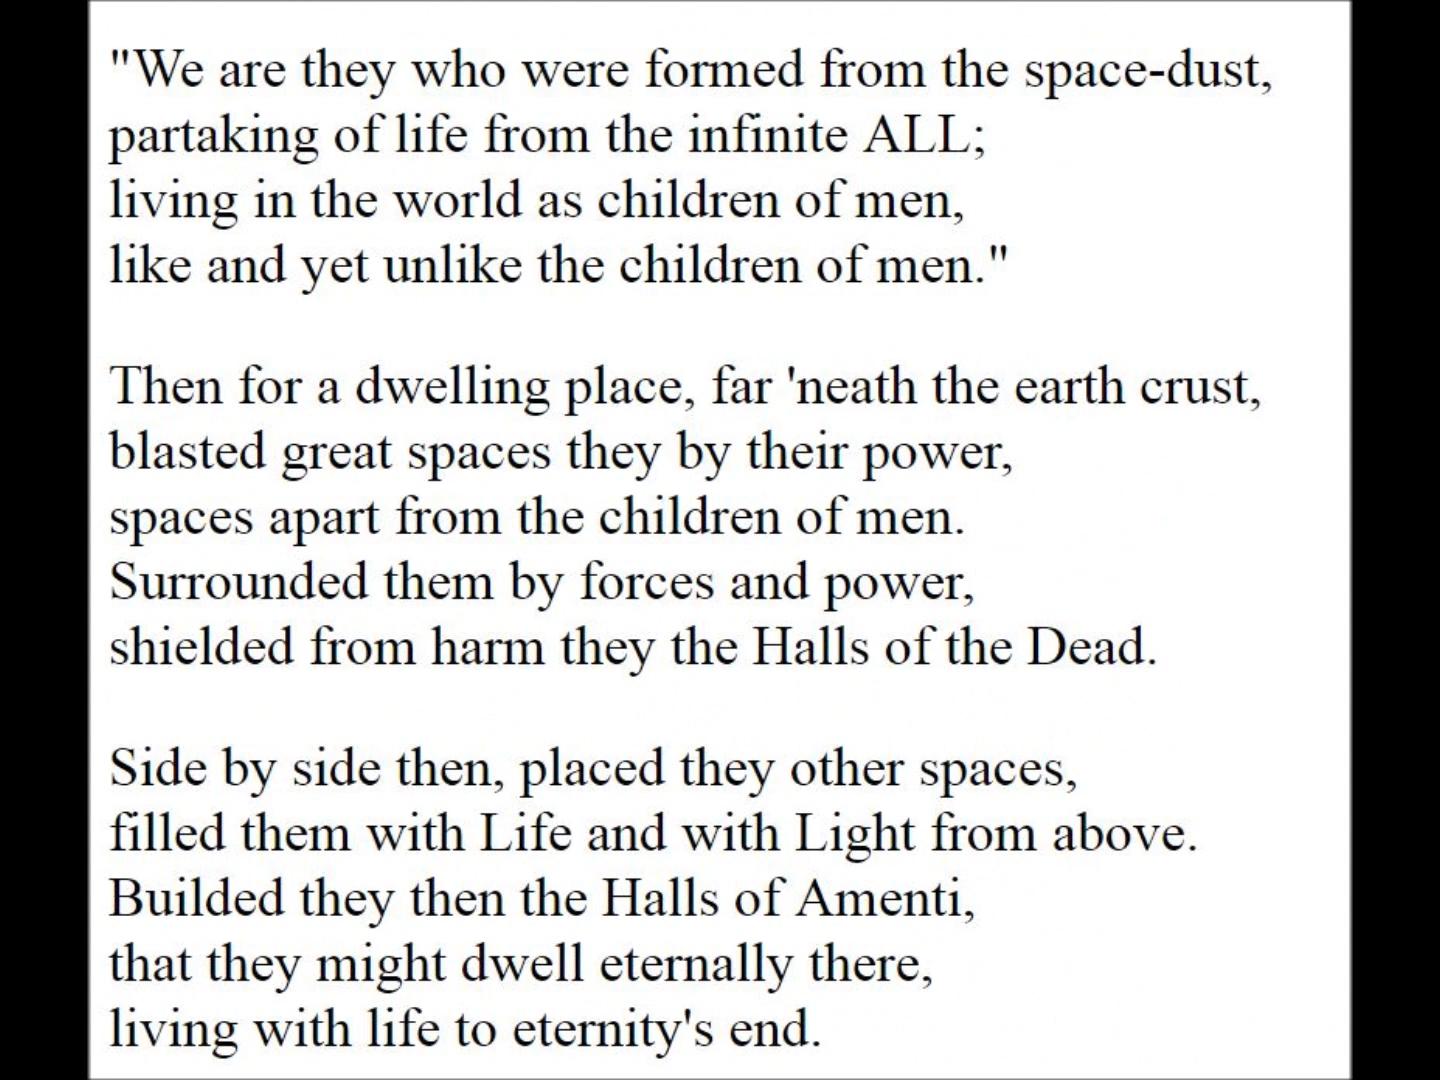 "We are they who were formed from the space-dust,
partaking of life from the infinite ALL;
living in the world as children of men,
like and yet unlike the children of men."
Then for a dwelling place, far 'neath the earth crust,
blasted great spaces they by their power,
spaces apart from the children of men.
Surrounded them by forces and power,
shielded from harm they the Halls of the Dead.
Side by side then, placed they other spaces,
filled them with Life and with Light from above.
Builded they then the Halls of Amenti,
that they might dwell eternally there,
living with life to eternity's end.